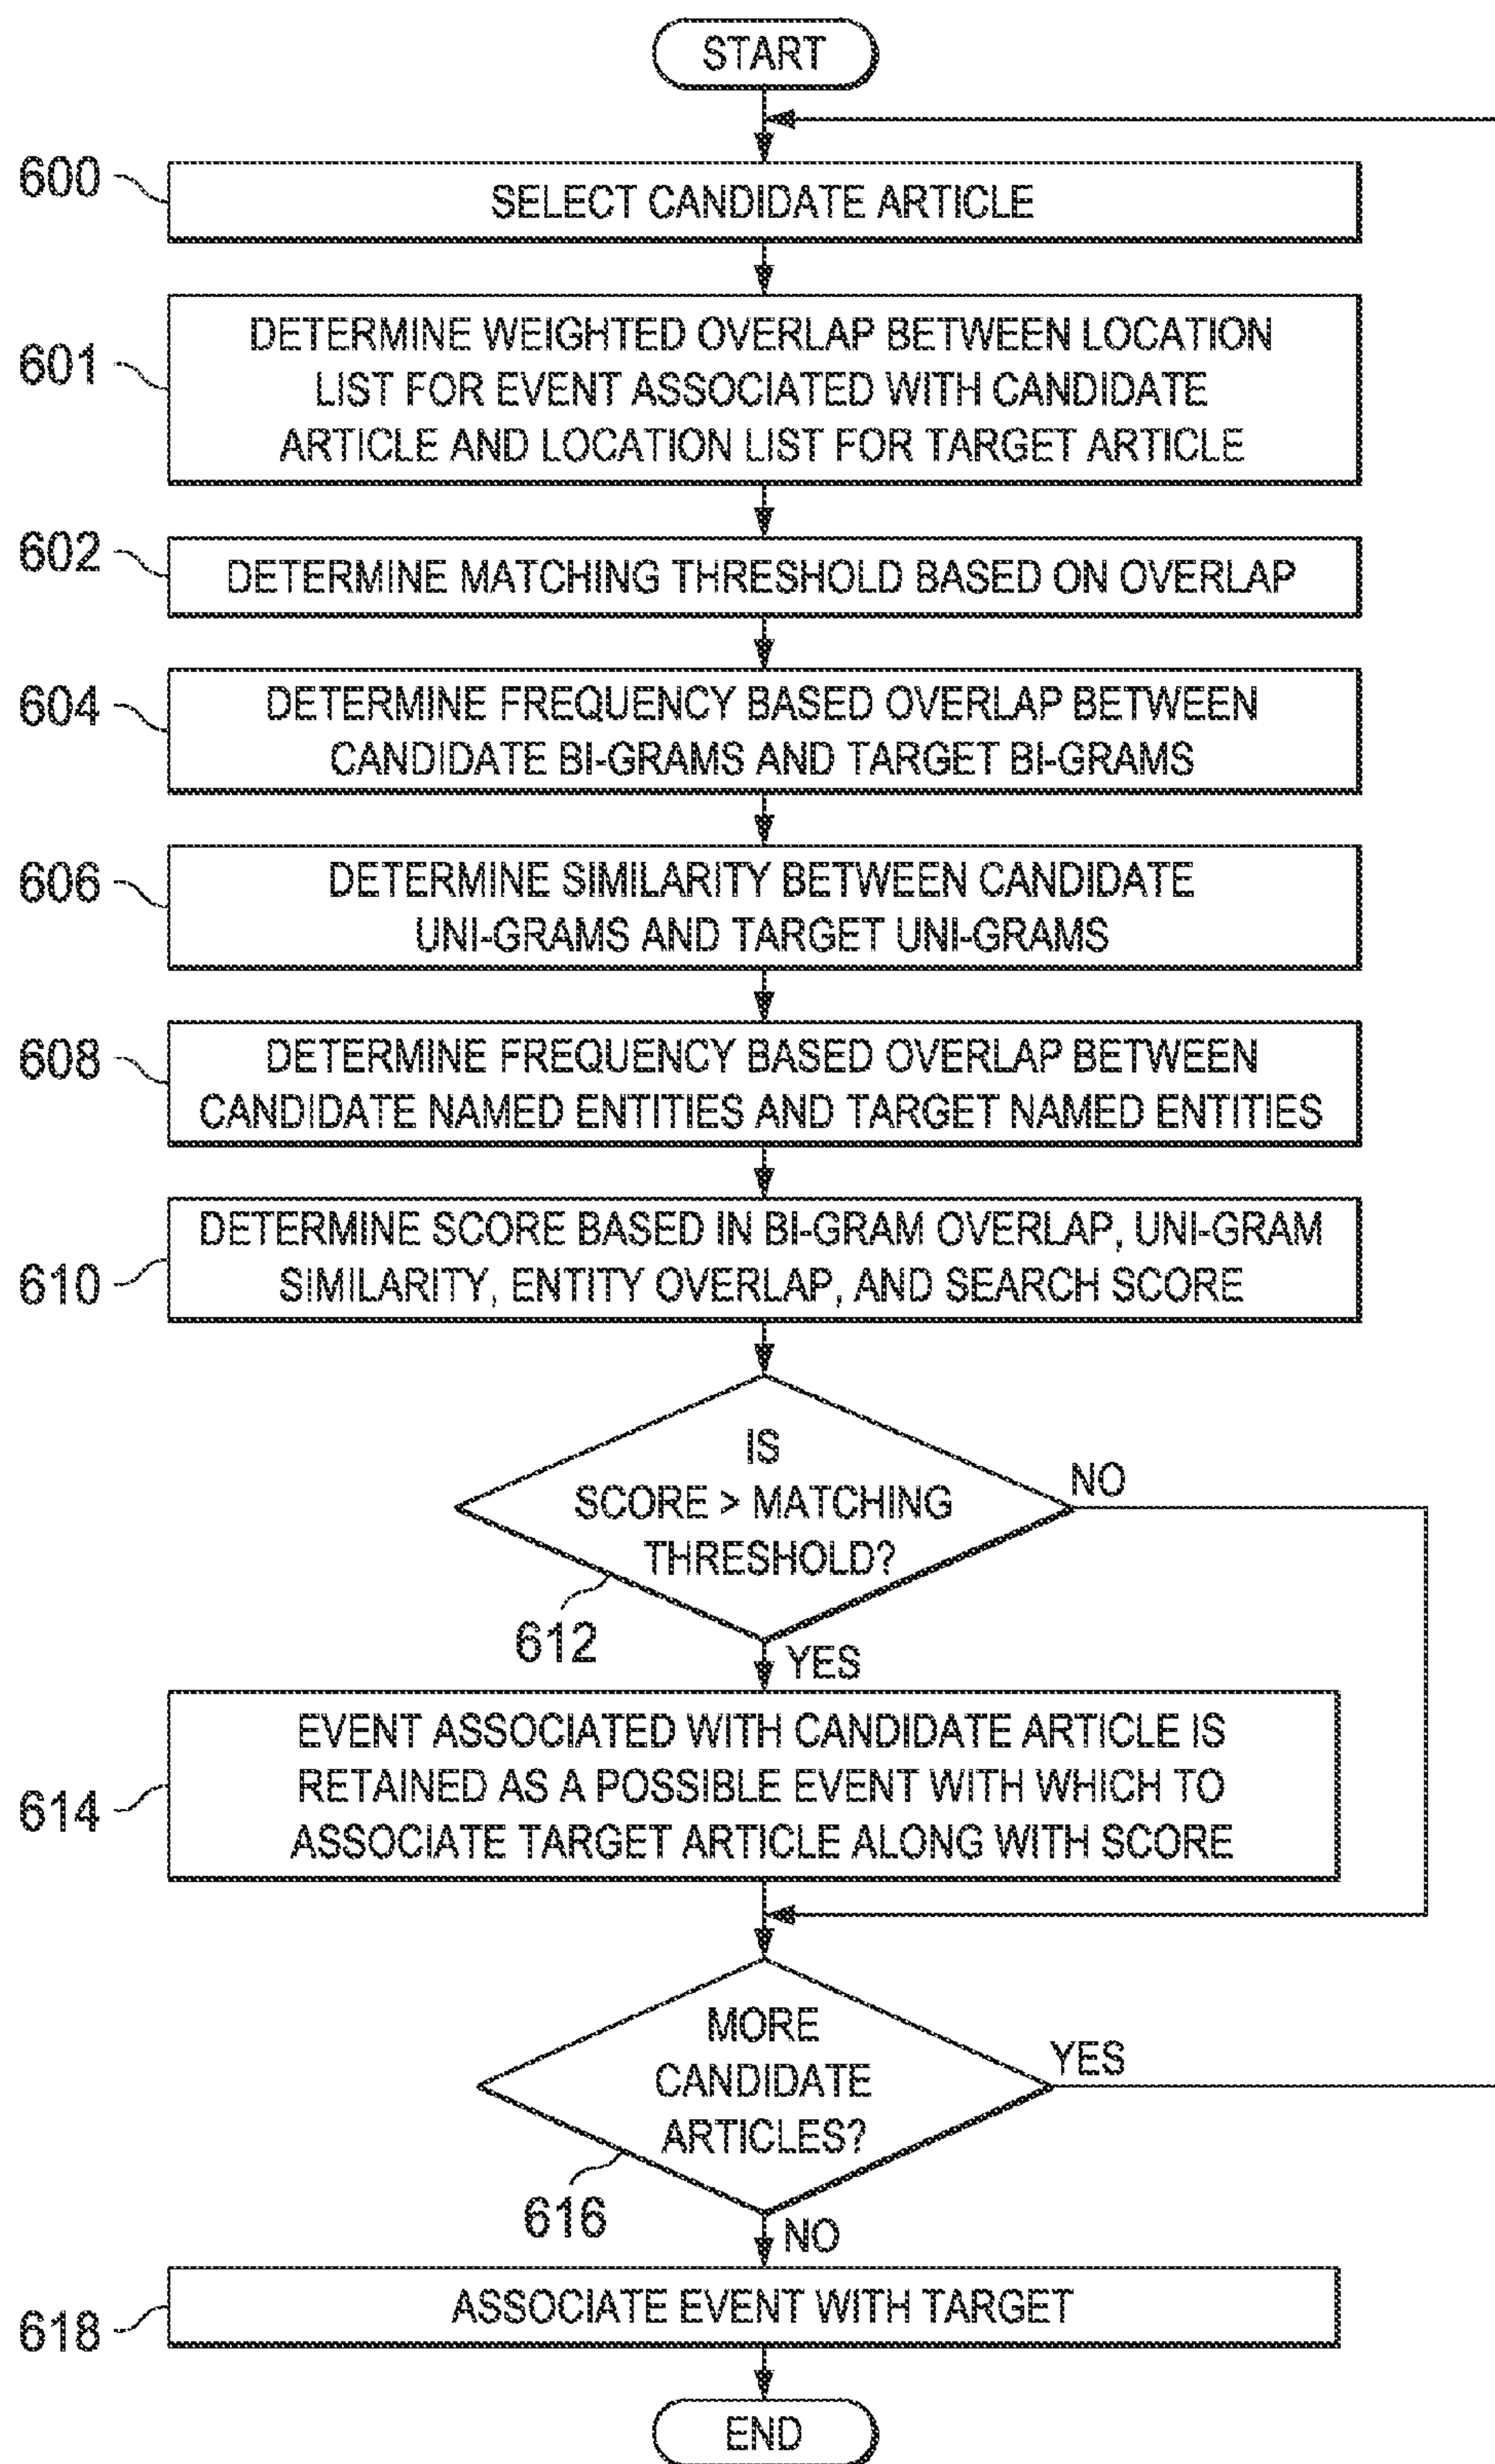 START
600
SELECT CANDIDATE ARTICLE
601
DETERMINE WEIGHTED OVERLAP BETWEEN LOCATION
LIST FOR EVENT ASSOCIATED WITH CANDIDATE
ARTICLE AND LOCATION LIST FOR TARGET ARTICLE
602
DETERMINE MATCHING THRESHOLD BASED ON OVERLAP
604
DETERMINE FREQUENCY BASED OVERLAP BETWEEN
CANDIDATE BI-GRAMS AND TARGET BI-GRAMS
606
DETERMINE SIMILARITY BETWEEN CANDIDATE
UNI-GRAMS AND TARGET UNI-GRAMS
608
DETERMINE FREQUENCY BASED OVERLAP BETWEEN
CANDIDATE NAMED ENTITIES AND TARGET NAMED ENTITIES
610
DETERMINE SCORE BASED IN BI-GRAM OVERLAP, UNI-GRAM
SIMILARITY, ENTITY OVERLAP, AND SEARCH SCORE
IS
SCORE > MATCHING
THRESHOLD?
NO
612
YES
614
EVENT ASSOCIATED WITH CANDIDATE ARTICLE IS
RETAINED AS A POSSIBLE EVENT WITH WHICH TO
ASSOCIATE TARGET ARTICLE ALONG WITH SCORE
MORE
CANDIDATE
ARTICLES?
YES
616
NO
618
ASSOCIATE EVENT WITH TARGET
END